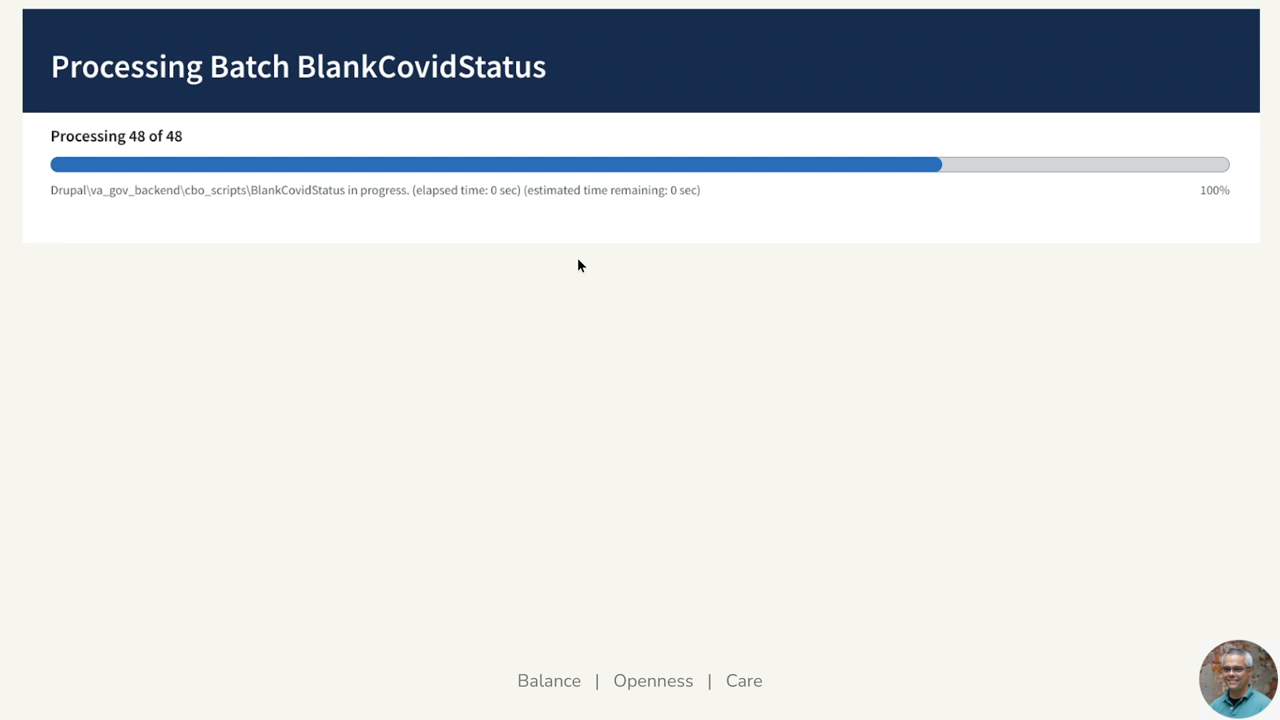 Processing Batch BlankCovidStatus
Processing 48 of 48
Drupal\va_gov_backend\cbo_scripts\BlankCovidStatus in progress. (elapsed time: 0 sec) (estimated time remaining: 0 sec)
100%
Balance | Openness | Care